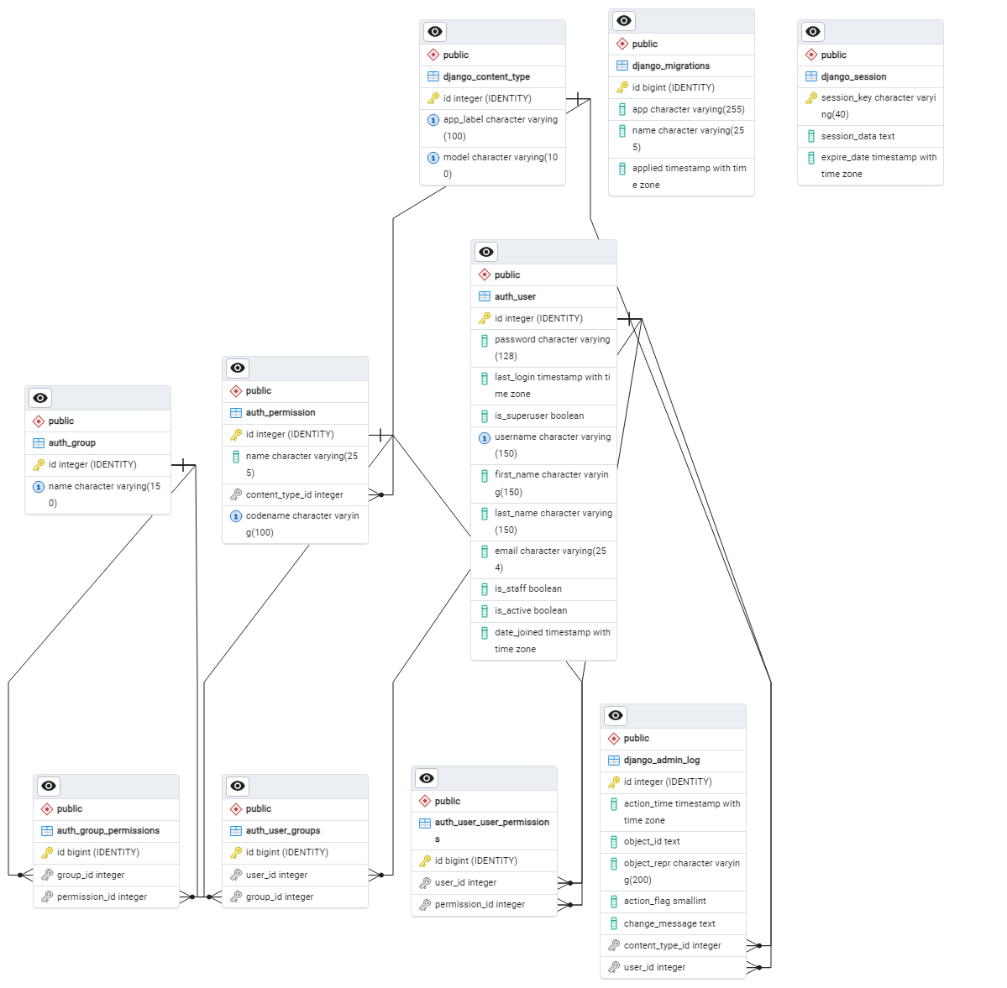 public
django_content_type
id integer (IDENTITY)
app_label character varying
(100)
model character varying(10
0)
public
django_migrations
id bigint (IDENTITY)
app character varying(255)
name character varying(25
5)
applied timestamp with tim
e zone
public
django_session
session_key character varyi
ng(40)
session_data text
expire_date timestamp with
time zone
public
auth_user
id integer (IDENTITY)
password character varying
(128)
last_login timestamp with ti
me zone
is_superuser boolean
username character varying
(150)
first_name character varyin
g(150)
last_name character varying
(150)
email character varying(25
4)
is_staff boolean
is_active boolean
date_joined timestamp with
time zone
public
auth_permission
id integer (IDENTITY)
name character varying(25
5)
content_type_id integer
codename character varyin
g(100)
public
auth_group
id integer (IDENTITY)
name character varying(15
0)
public
auth_group_permissions
id bigint (IDENTITY)
group_id integer
permission_id integer
public
auth_user_groups
id bigint (IDENTITY)
user_id integer
group_id integer
public
auth_user_user_permission
s
id bigint (IDENTITY)
user_id integer
permission_id integer
public
django_admin_log
id integer (IDENTITY)
action_time timestamp with
time zone
object_id text
object_repr character varyin
g(200)
action_flag smallint
change_message text
content_type_id integer
user_id integer